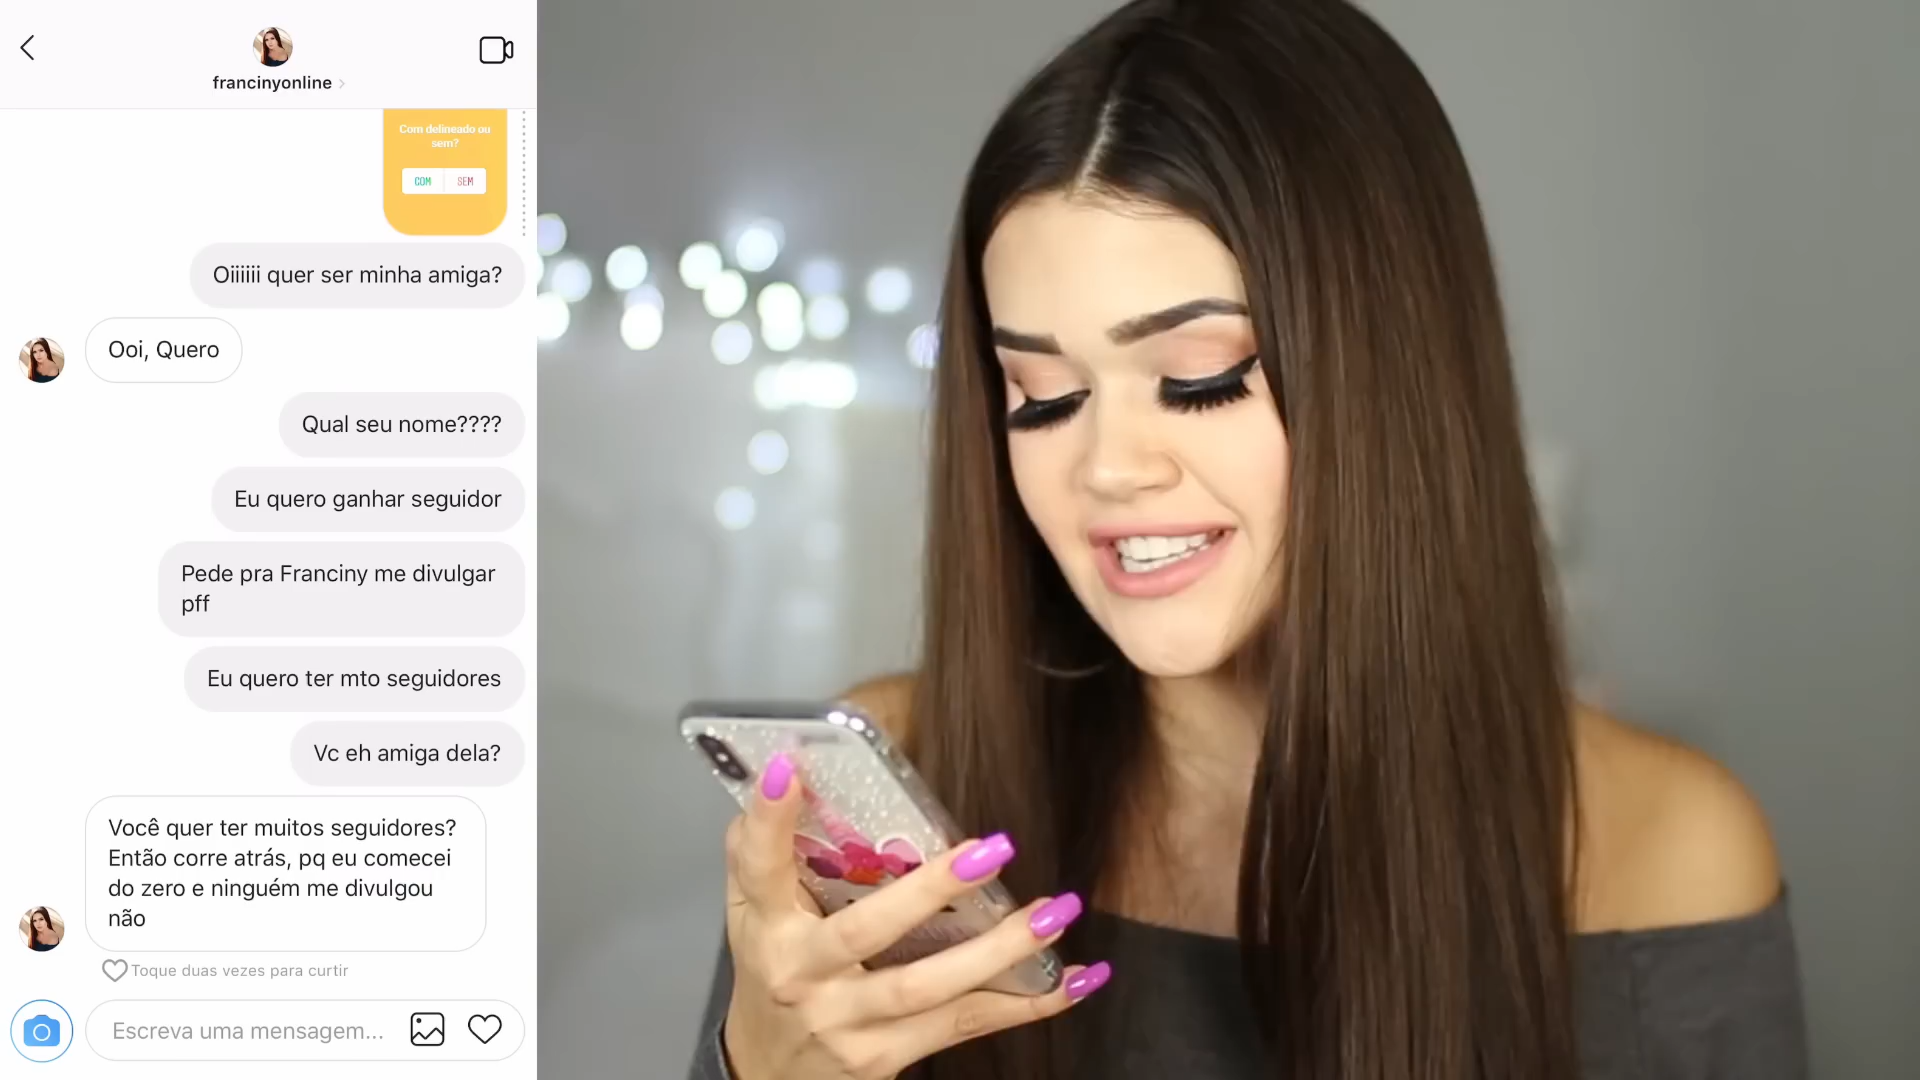 francinyonline
Com delineado ou
sem?
COM SEM
Oiiiiii quer ser minha amiga?
Ooi, Quero
Qual seu nome????
Eu quero ganhar seguidor
Pede pra Franciny me divulgar
pff
Eu quero ter mto seguidores
Vc eh amiga dela?
Você quer ter muitos seguidores?
Então corre atrás, pq eu comecei
do zero e ninguém me divulgou
não
Toque duas vezes para curtir
Escreva uma mensagem...